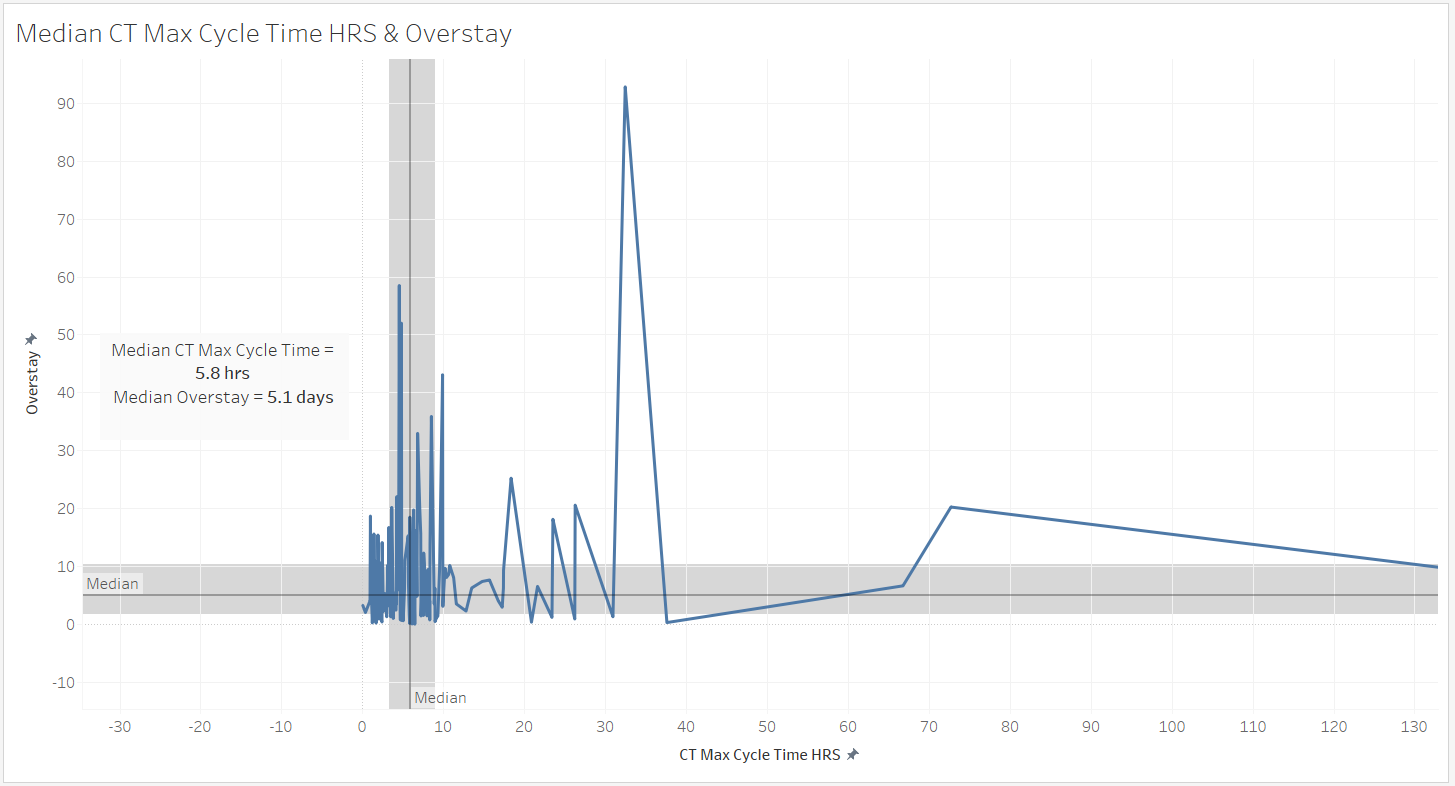 Median CT Max Cycle Time HRS & Overstay
90
80
70
60
50
40
30
20
10
0
-10
Overstay
Median CT Max Cycle Time =
5.8 hrs
Median Overstay = 5.1 days
Median
Median
-30 -20 -10 0 10 20 30 40 50 60 70 80 90 100 110 120 130
CT Max Cycle Time HRS